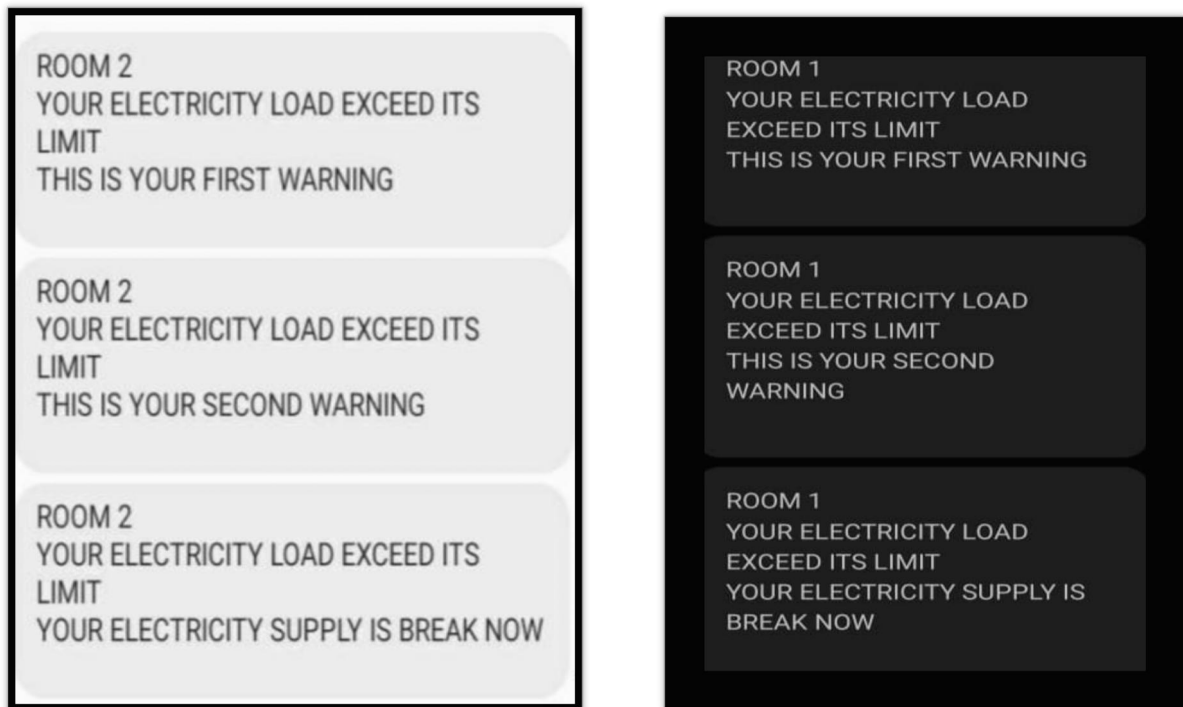 ROOM 2
YOUR ELECTRICITY LOAD EXCEED ITS
LIMIT
THIS IS YOUR FIRST WARNING
ROOM 2
YOUR ELECTRICITY LOAD EXCEED ITS
LIMIT
THIS IS YOUR SECOND WARNING
ROOM 2
YOUR ELECTRICITY LOAD EXCEED ITS
LIMIT
YOUR ELECTRICITY SUPPLY IS BREAK NOW
ROOM 1
YOUR ELECTRICITY LOAD
EXCEED ITS LIMIT
THIS IS YOUR FIRST WARNING
ROOM 1
YOUR ELECTRICITY LOAD
EXCEED ITS LIMIT
THIS IS YOUR SECOND
WARNING
ROOM 1
YOUR ELECTRICITY LOAD
EXCEED ITS LIMIT
YOUR ELECTRICITY SUPPLY IS
BREAK NOW